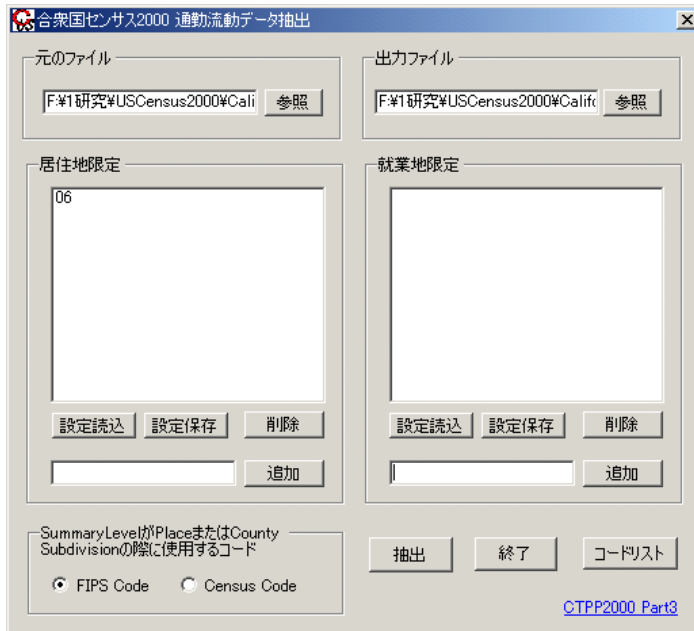 合衆国センサス2000 通勤流動データ抽出
元のファイル
F:¥1研究¥USCensus2000¥Cali
参照
出力ファイル
F:¥1研究¥USCensus2000¥Califo
参照
居住地限定
06
設定読込 設定保存 削除
追加
就業地限定
設定読込 設定保存 削除
追加
SummaryLevelがPlaceまたはCounty
Subdivisionの際に使用するコード
FIPS Code Census Code
抽出 終了 コードリスト
CTPP2000 Part3